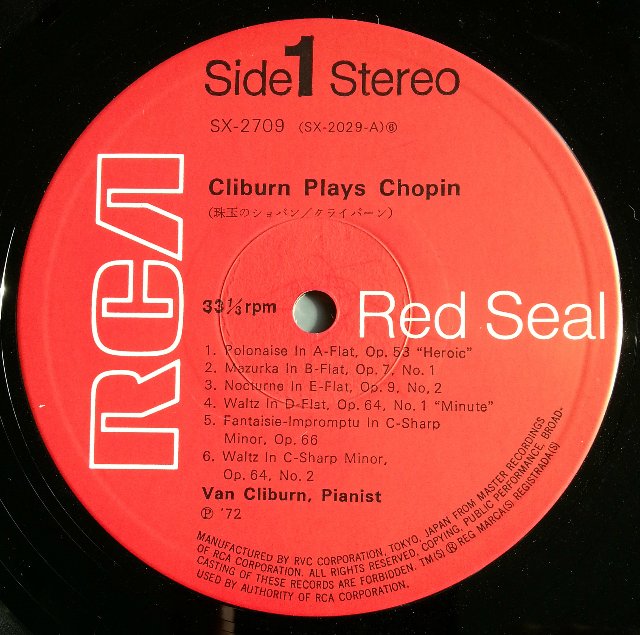 Side 1 Stereo
SX-2709 (SX-2029-A)⑥
RCA
Cliburn Plays Chopin
(珠玉のショパン/クライバーン)
33⅓ rpm
Red Seal
1. Polonaise In A-Flat, Op. 53 "Heroic"
2. Mazurka In B-Flat, Op. 7, No. 1
3. Nocturne In E-Flat, Op. 9, No. 2
4. Waltz In D-Flat, Op. 64, No. 1 "Minute"
5. Fantaisie-Impromptu In C-Sharp
Minor, Op. 66
6. Waltz In C-Sharp Minor,
Op. 64, No. 2
Van Cliburn, Pianist
℗ '72
MANUFACTURED BY RVC CORPORATION, TOKYO, JAPAN FROM MASTER RECORDINGS
OF RCA CORPORATION. ALL RIGHTS RESERVED, COPYING, PUBLIC PERFORMANCE, BROAD-
CASTING OF THESE RECORDS ARE FORBIDDEN. TM(S) ® REG. MARCA(S) REGISTRADA(S)
USED BY AUTHORITY OF RCA CORPORATION.